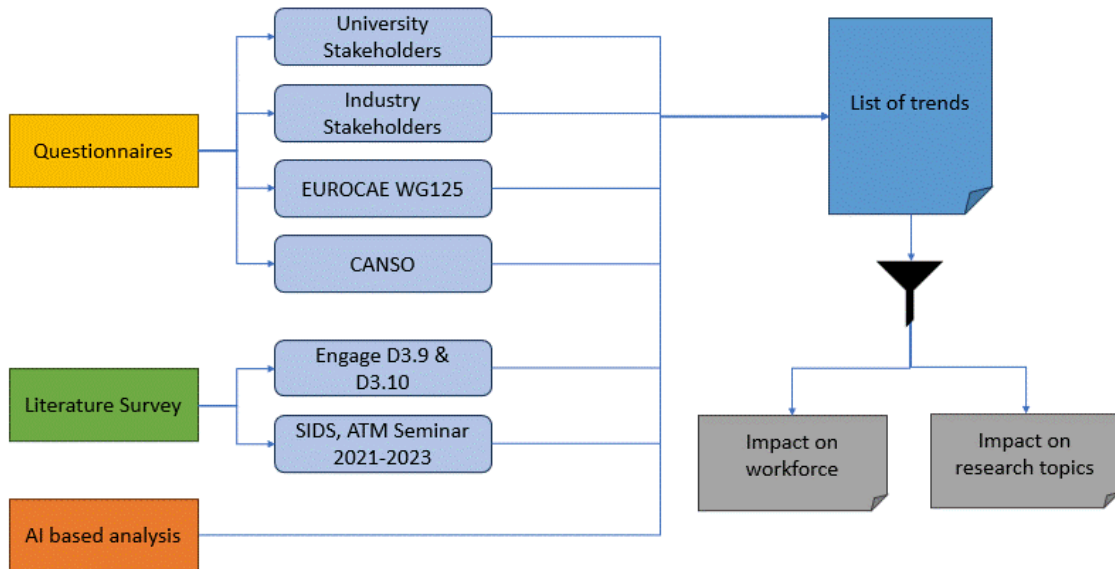 Questionnaires
University
Stakeholders
Industry
Stakeholders
EUROCAE WG125
CANSO
Literature Survey
Engage D3.9 &
D3.10
SIDS, ATM Seminar
2021-2023
AI based analysis
List of trends
Impact on
workforce
Impact on
research topics